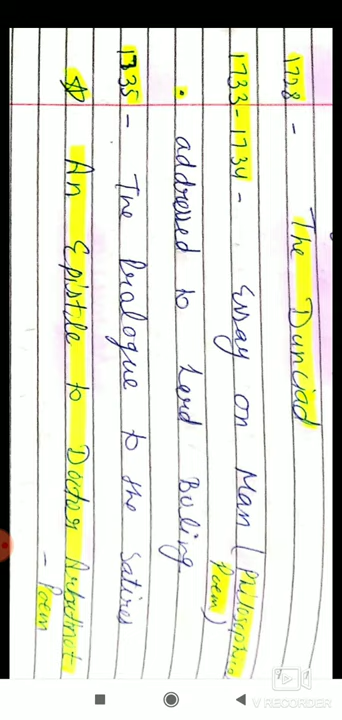 1728 - The Dunciad
1733-1734 - Essay on Man (Philosophic
Poem)
• addressed to Lord Boling
1735 - The Prologue to the Satires
An Epistle to Doctor Arbuthnot
- Poem
V RECORDER